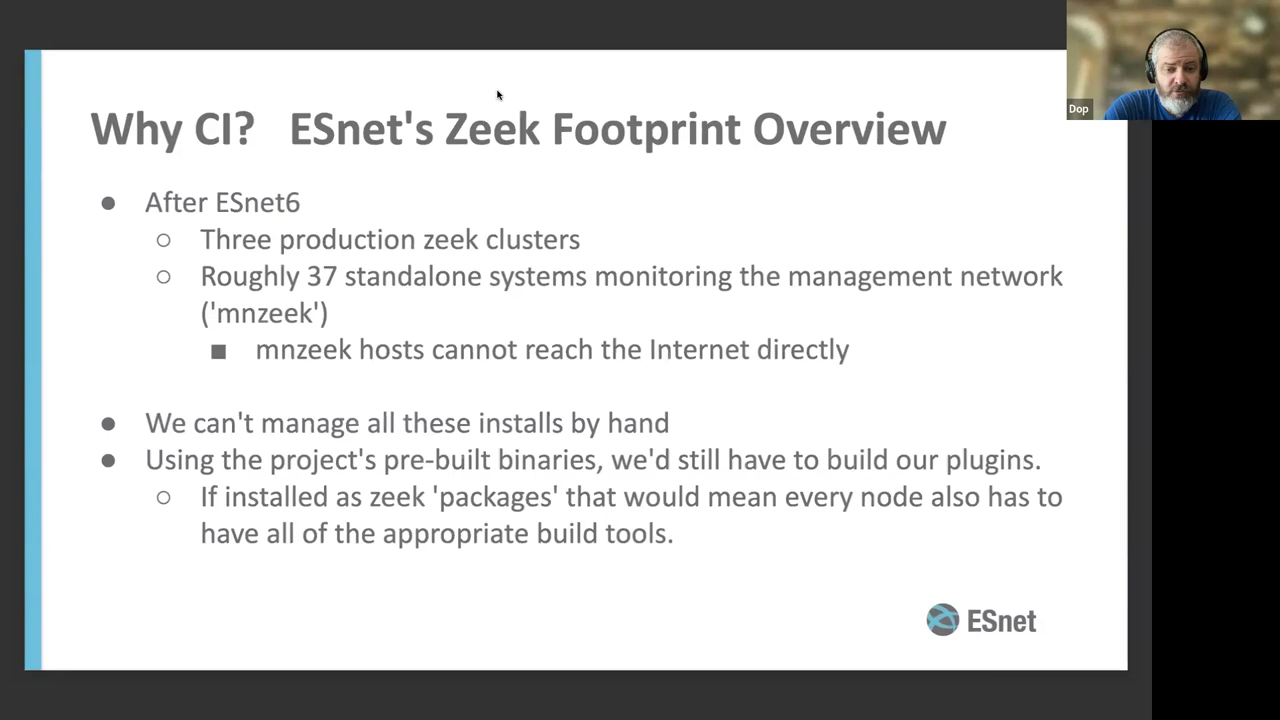 Why CI? ESnet's Zeek Footprint Overview
● After ESnet6
○ Three production zeek clusters
○ Roughly 37 standalone systems monitoring the management network
('mnzeek')
■ mnzeek hosts cannot reach the Internet directly
● We can't manage all these installs by hand
● Using the project's pre-built binaries, we'd still have to build our plugins.
○ If installed as zeek 'packages' that would mean every node also has to
have all of the appropriate build tools.
ESnet
Dop